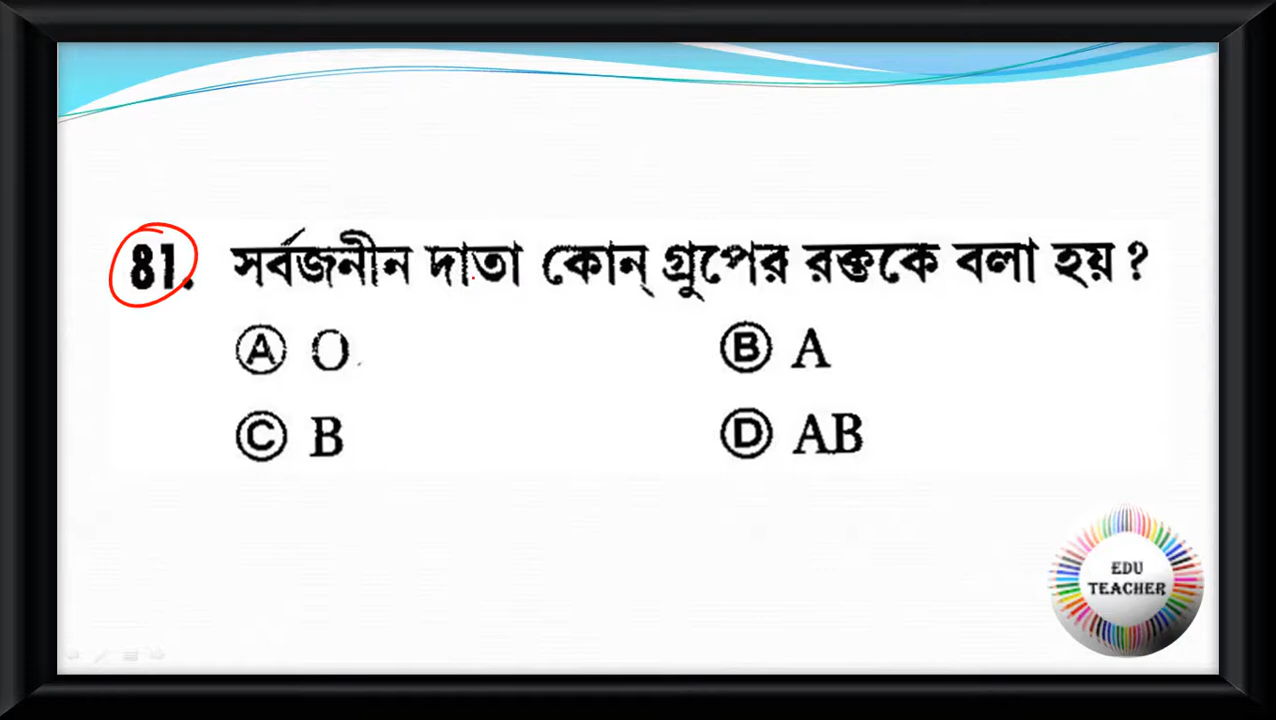 81. সর্বজনীন দাতা কোন্ গ্রুপের রক্তকে বলা হয় ?
Ⓐ O Ⓑ A
Ⓒ B Ⓓ AB
EDU
TEACHER